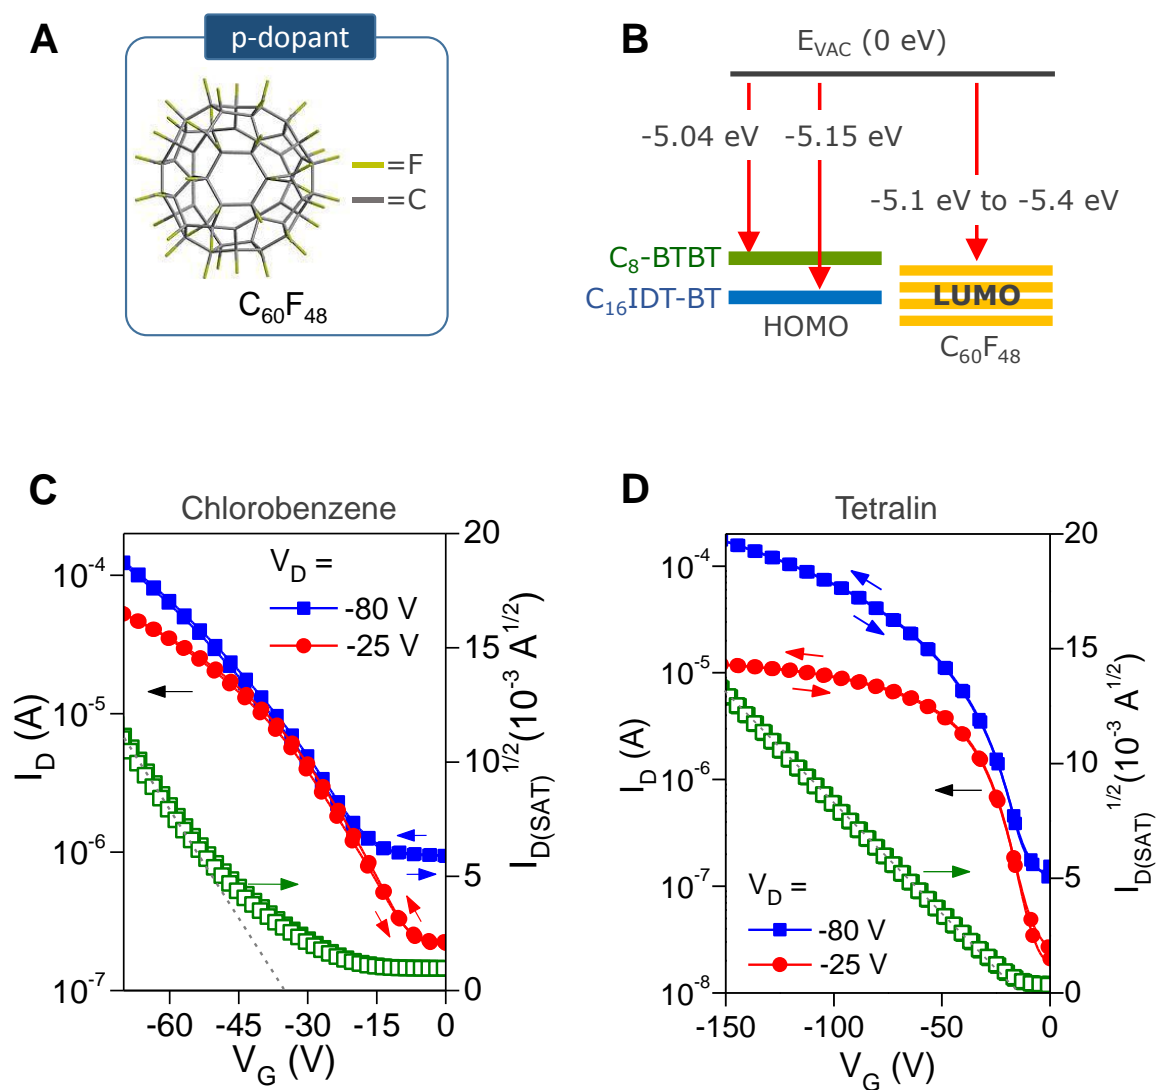 A
p-dopant
=F
=C
C60F48
B
EVAC (0 eV)
-5.04 eV
-5.15 eV
-5.1 eV to -5.4 eV
C8-BTBT
C16IDT-BT
HOMO
LUMO
C60F48
C
Chlorobenzene
VD =
-80 V
-25 V
10-4
10-5
10-6
10-7
ID (A)
20
15
10
5
0
ID(SAT)1/2(10-3 A1/2)
-60
-45
-30
-15
0
VG (V)
D
Tetralin
10-4
10-5
10-6
10-7
10-8
ID (A)
VD =
-80 V
-25 V
20
15
10
5
0
ID(SAT)1/2(10-3 A1/2)
-150
-100
-50
0
VG (V)